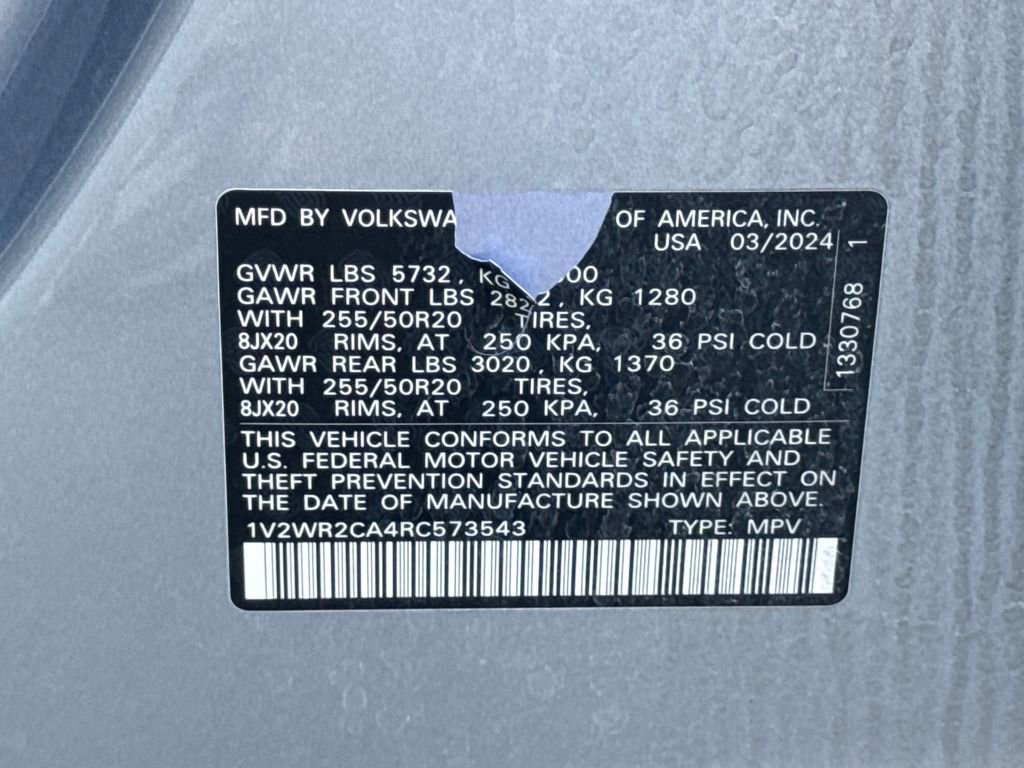 MFD BY VOLKSWA OF AMERICA, INC.
USA 03/2024
GVWR LBS 5732, KG 00
GAWR FRONT LBS 2822, KG 1280
WITH 255/50R20 TIRES,
8JX20 RIMS, AT 250 KPA, 36 PSI COLD
GAWR REAR LBS 3020, KG 1370
WITH 255/50R20 TIRES,
8JX20 RIMS, AT 250 KPA, 36 PSI COLD
1330768 1
THIS VEHICLE CONFORMS TO ALL APPLICABLE
U.S. FEDERAL MOTOR VEHICLE SAFETY AND
THEFT PREVENTION STANDARDS IN EFFECT ON
THE DATE OF MANUFACTURE SHOWN ABOVE.
1V2WR2CA4RC573543 TYPE: MPV